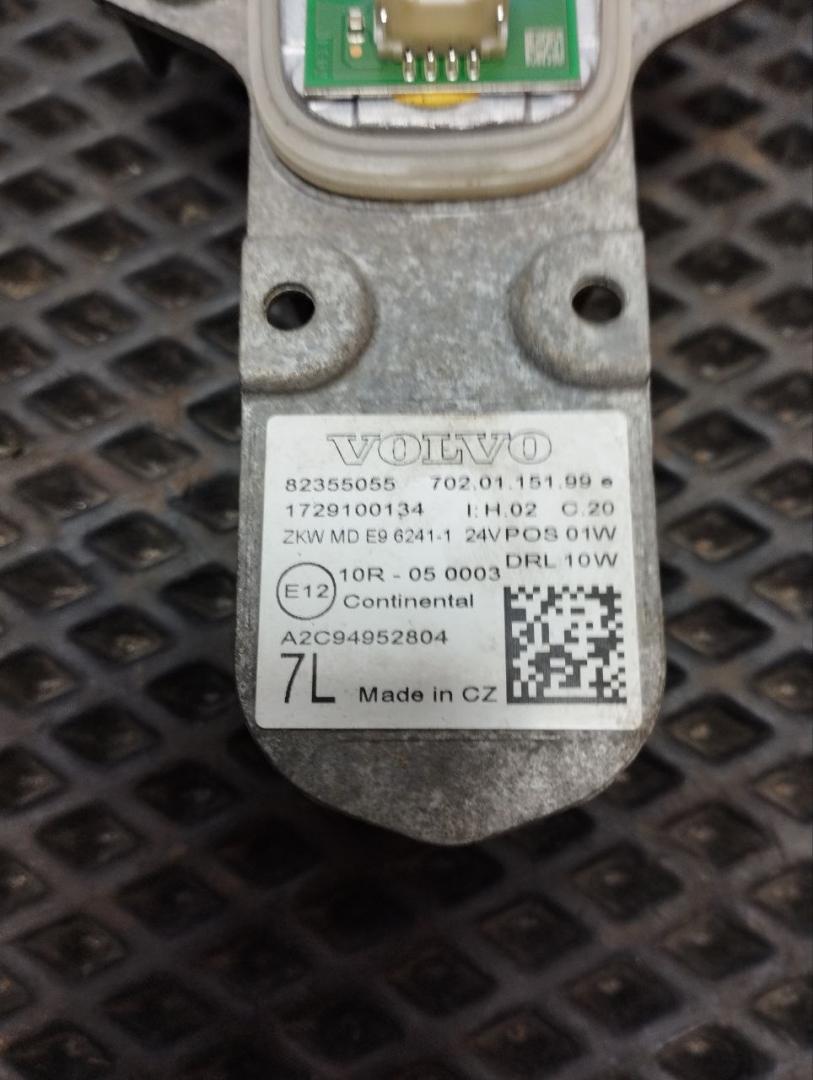 VOLVO
82355055 702.01.151.99 e
1729100134 I: H.02 C.20
ZKW MD E9 6241-1 24V POS 01W
DRL 10W
E12 10R - 05 0003
Continental
A2C94952804
7L Made in CZ